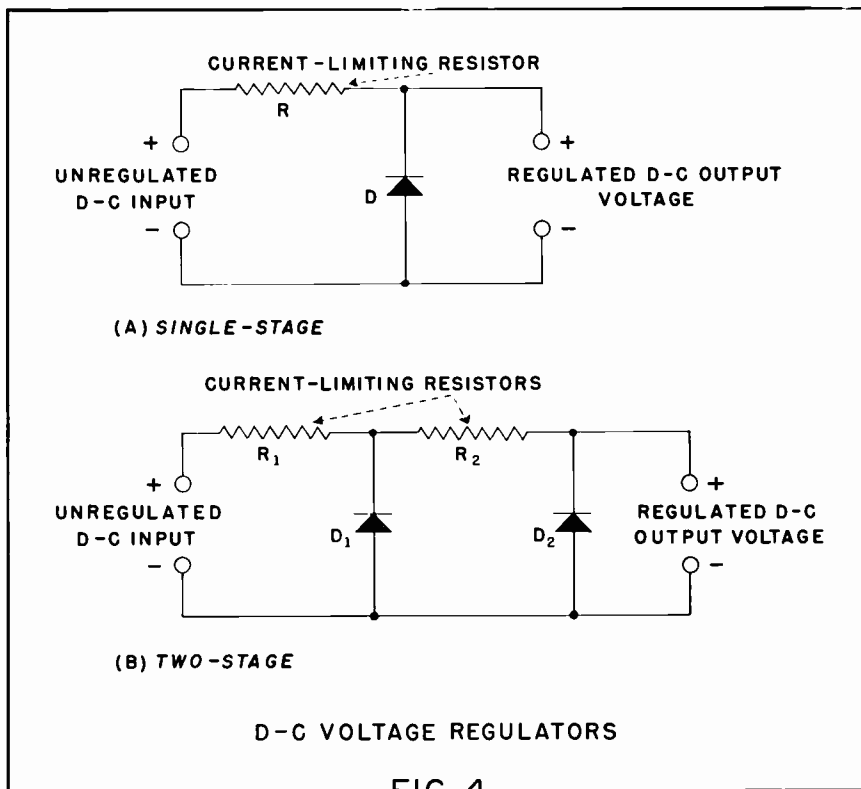 CURRENT-LIMITING RESISTOR
R
+ +
UNREGULATED
D-C INPUT
D
REGULATED D-C OUTPUT
VOLTAGE
- -
(A) SINGLE-STAGE
CURRENT-LIMITING RESISTORS
R₁ R₂
+ +
UNREGULATED
D-C INPUT
D₁ D₂
REGULATED D-C
OUTPUT VOLTAGE
- -
(B) TWO-STAGE
D-C VOLTAGE REGULATORS
FIG. 4